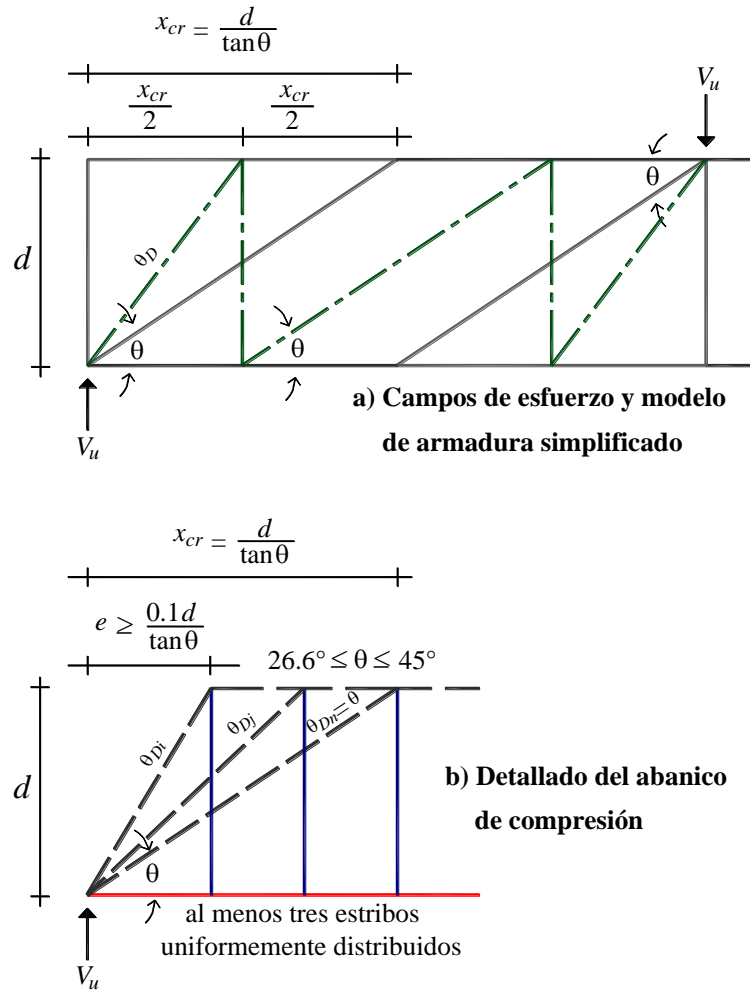 x_cr = d/tanθ
x_cr/2 x_cr/2
V_u
d
θ_D
θ
θ
θ
V_u
a) Campos de esfuerzo y modelo
de armadura simplificado
x_cr = d/tanθ
e ≥ 0.1d/tanθ
26.6° ≤ θ ≤ 45°
d
θ_Di
θ_Dj
θ_Dn=θ
θ
b) Detallado del abanico
de compresión
al menos tres estribos
uniformemente distribuidos
V_u